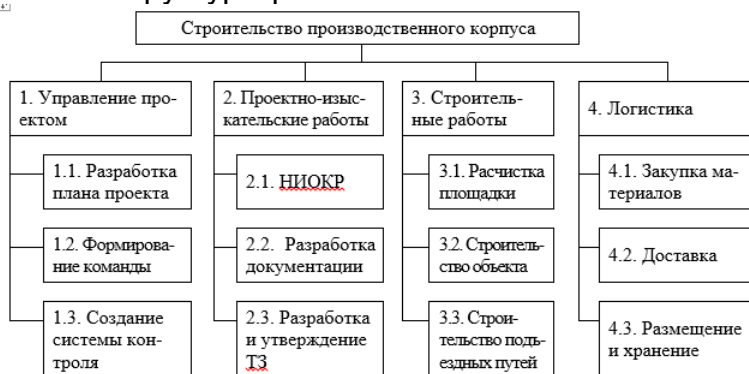 Строительство производственного корпуса
1. Управление про-
ектом
1.1. Разработка
плана проекта
1.2. Формирова-
ние команды
1.3. Создание
системы кон-
троля
2. Проектно-изыс-
кательские работы
2.1. НИОКР
2.2. Разработка
документации
2.3. Разработка
и утверждение
ТЗ
3. Строитель-
ные работы
3.1. Расчистка
площадки
3.2. Строитель-
ство объекта
3.3. Строи-
тельство подъ-
ездных путей
4. Логистика
4.1. Закупка ма-
териалов
4.2. Доставка
4.3. Размещение
и хранение